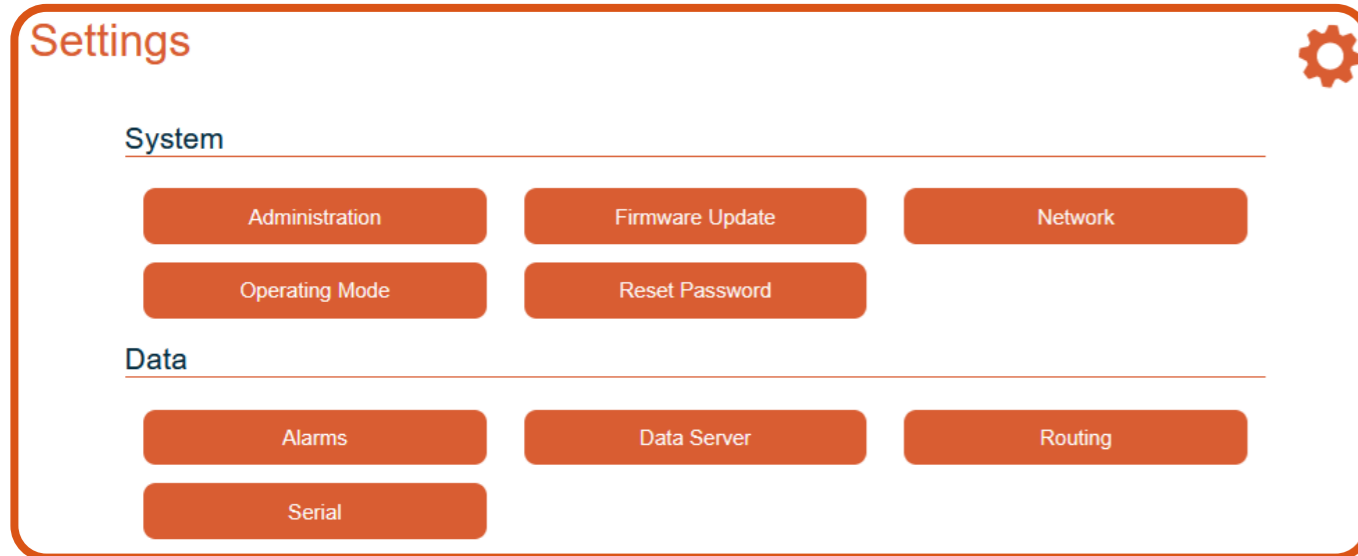 Settings
System
Administration Firmware Update Network
Operating Mode Reset Password
Data
Alarms Data Server Routing
Serial